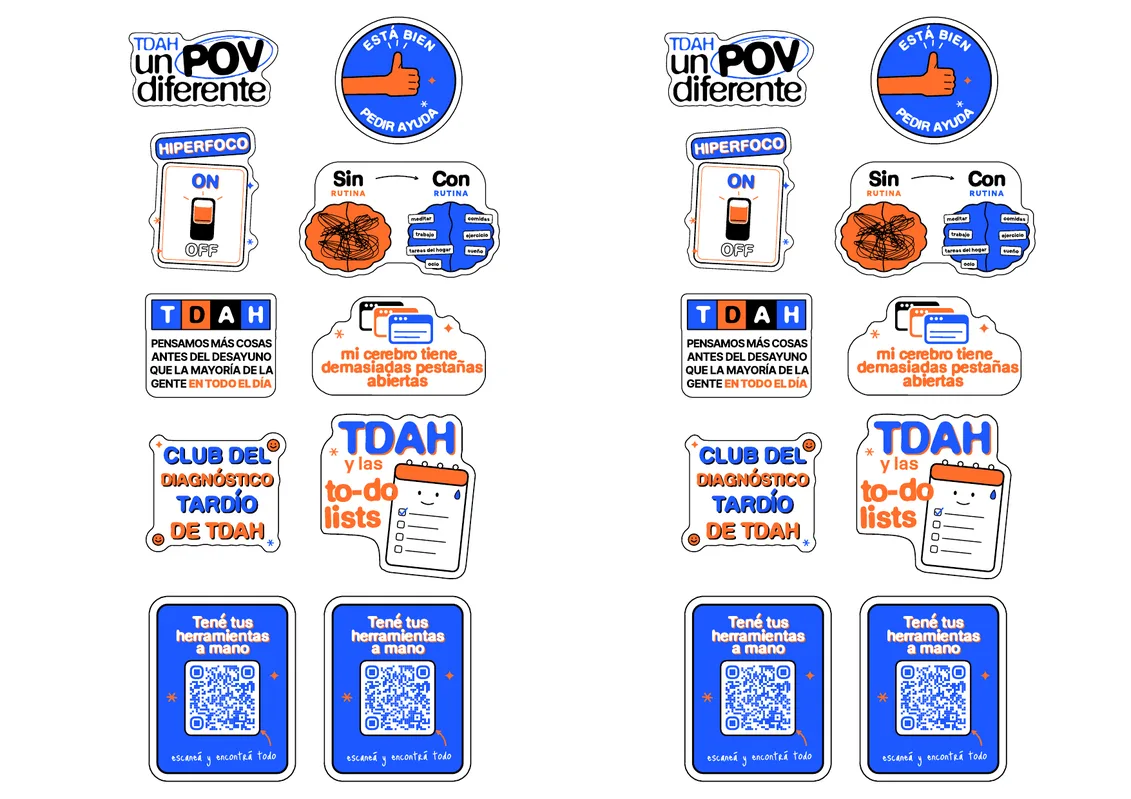 TDAH
un POV
diferente
ESTÁ BIEN
PEDIR AYUDA
HIPERFOCO
ON
OFF
Sin
RUTINA
Con
RUTINA
meditar
comidas
trabajo
ejercicio
tareas del hogar
sueño
ocio
TDAH
PENSAMOS MÁS COSAS
ANTES DEL DESAYUNO
QUE LA MAYORÍA DE LA
GENTE EN TODO EL DÍA
mi cerebro tiene
demasiadas pestañas
abiertas
CLUB DEL
DIAGNÓSTICO
TARDÍO
DE TDAH
TDAH
y las
to-do
lists
Tené tus
herramientas
a mano
escaneá y encontrá todo
Tené tus
herramientas
a mano
escaneá y encontrá todo
TDAH
un POV
diferente
ESTÁ BIEN
PEDIR AYUDA
HIPERFOCO
ON
OFF
Sin
RUTINA
Con
RUTINA
meditar
comidas
trabajo
ejercicio
tareas del hogar
sueño
ocio
TDAH
PENSAMOS MÁS COSAS
ANTES DEL DESAYUNO
QUE LA MAYORÍA DE LA
GENTE EN TODO EL DÍA
mi cerebro tiene
demasiadas pestañas
abiertas
CLUB DEL
DIAGNÓSTICO
TARDÍO
DE TDAH
TDAH
y las
to-do
lists
Tené tus
herramientas
a mano
escaneá y encontrá todo
Tené tus
herramientas
a mano
escaneá y encontrá todo